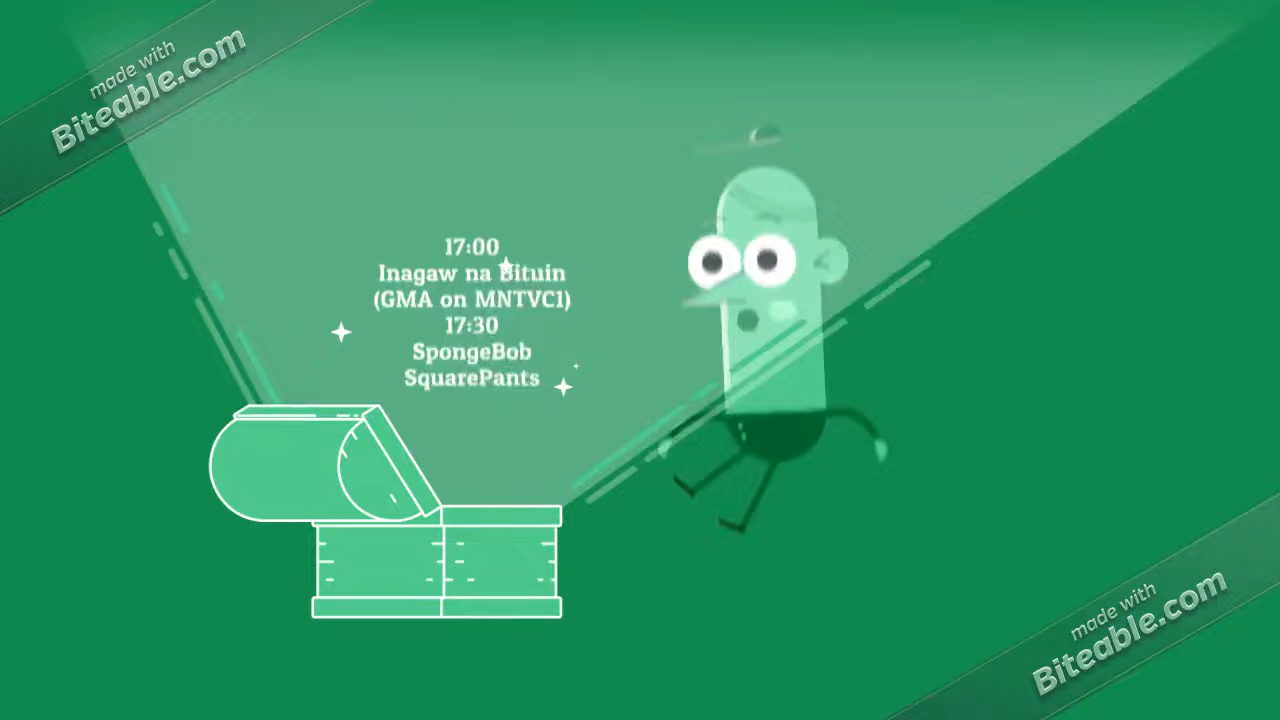 made with
Biteable.com
17:00
Inagaw na Bituin
(GMA on MNTVC1)
17:30
SpongeBob
SquarePants
made with
Biteable.com